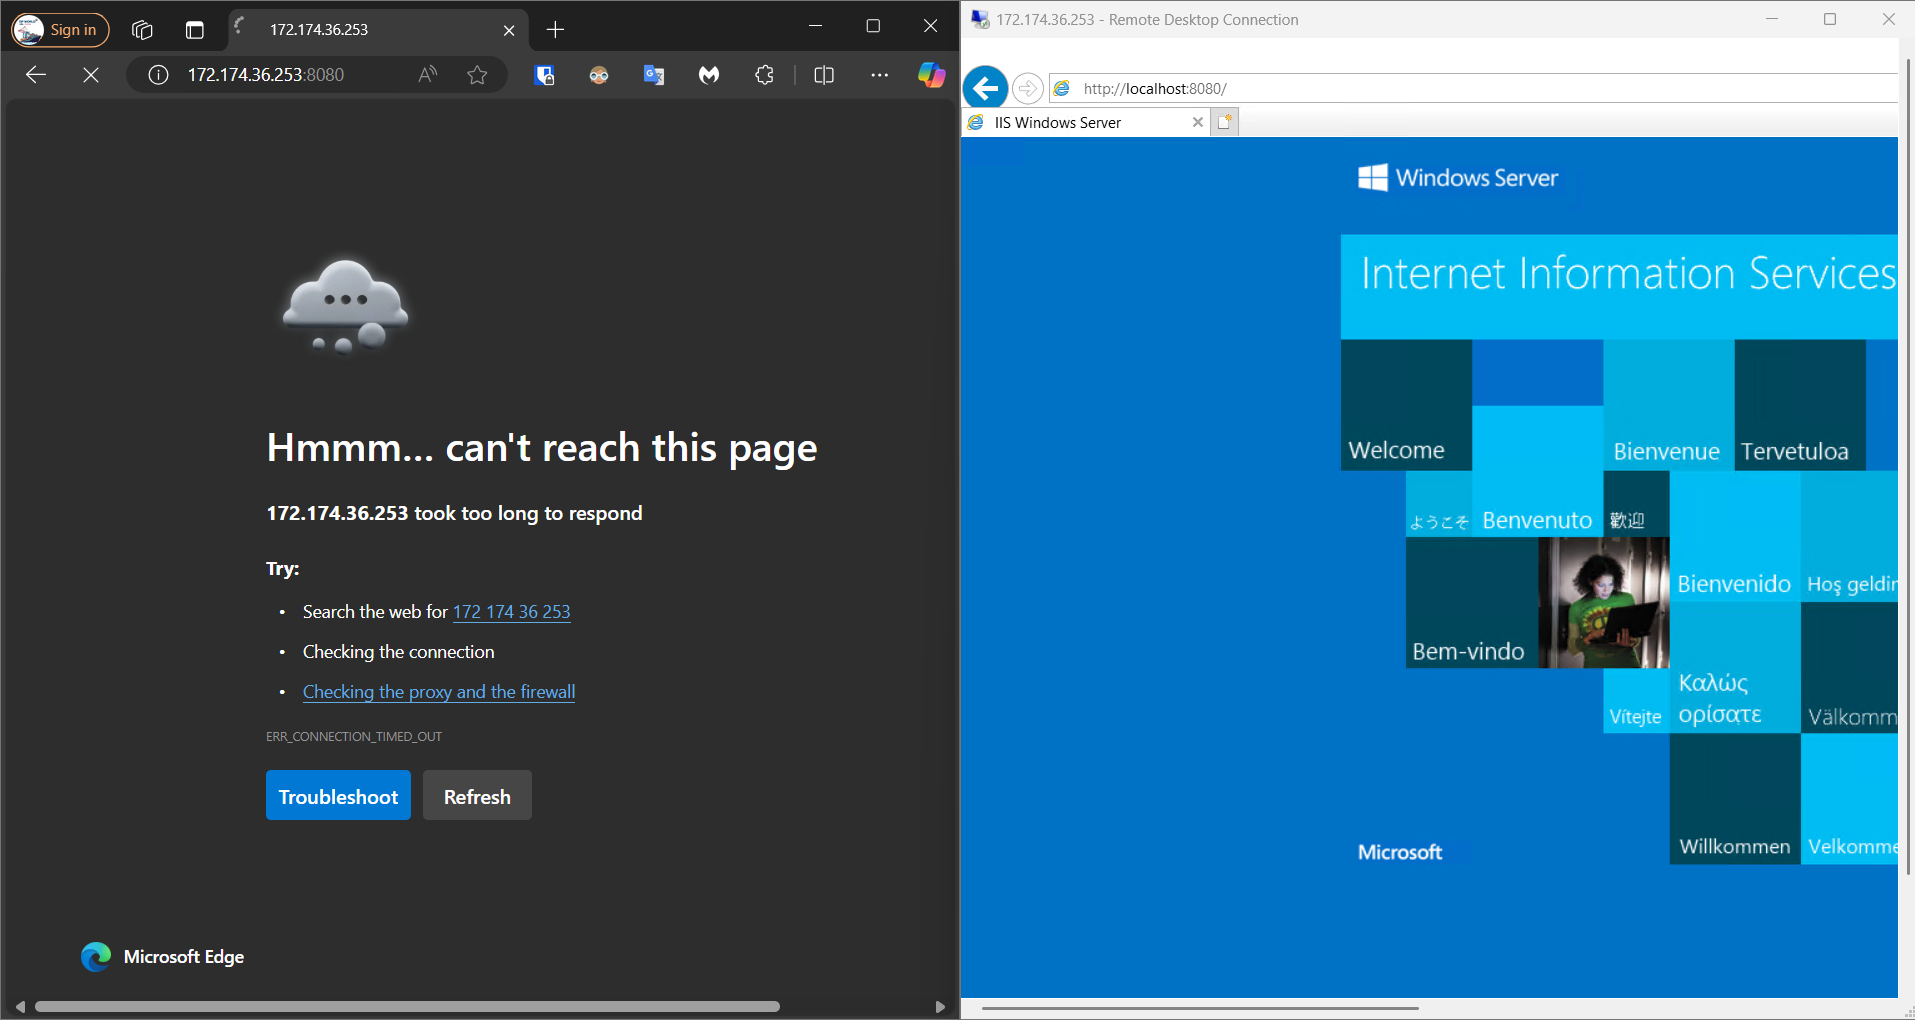 Sign in
172.174.36.253
172.174.36.253:8080
Hmmm... can't reach this page
172.174.36.253 took too long to respond
Try:
• Search the web for 172 174 36 253
• Checking the connection
• Checking the proxy and the firewall
ERR_CONNECTION_TIMED_OUT
Troubleshoot
Refresh
Microsoft Edge
172.174.36.253 - Remote Desktop Connection
http://localhost:8080/
IIS Windows Server
Windows Server
Internet Information Services
Welcome
Bienvenue
Tervetuloa
ようこそ
Benvenuto
歡迎
Bienvenido
Hoş geldin
Bem-vindo
Vítejte
Καλώς
ορίσατε
Välkomm
Willkommen
Velkomme
Microsoft